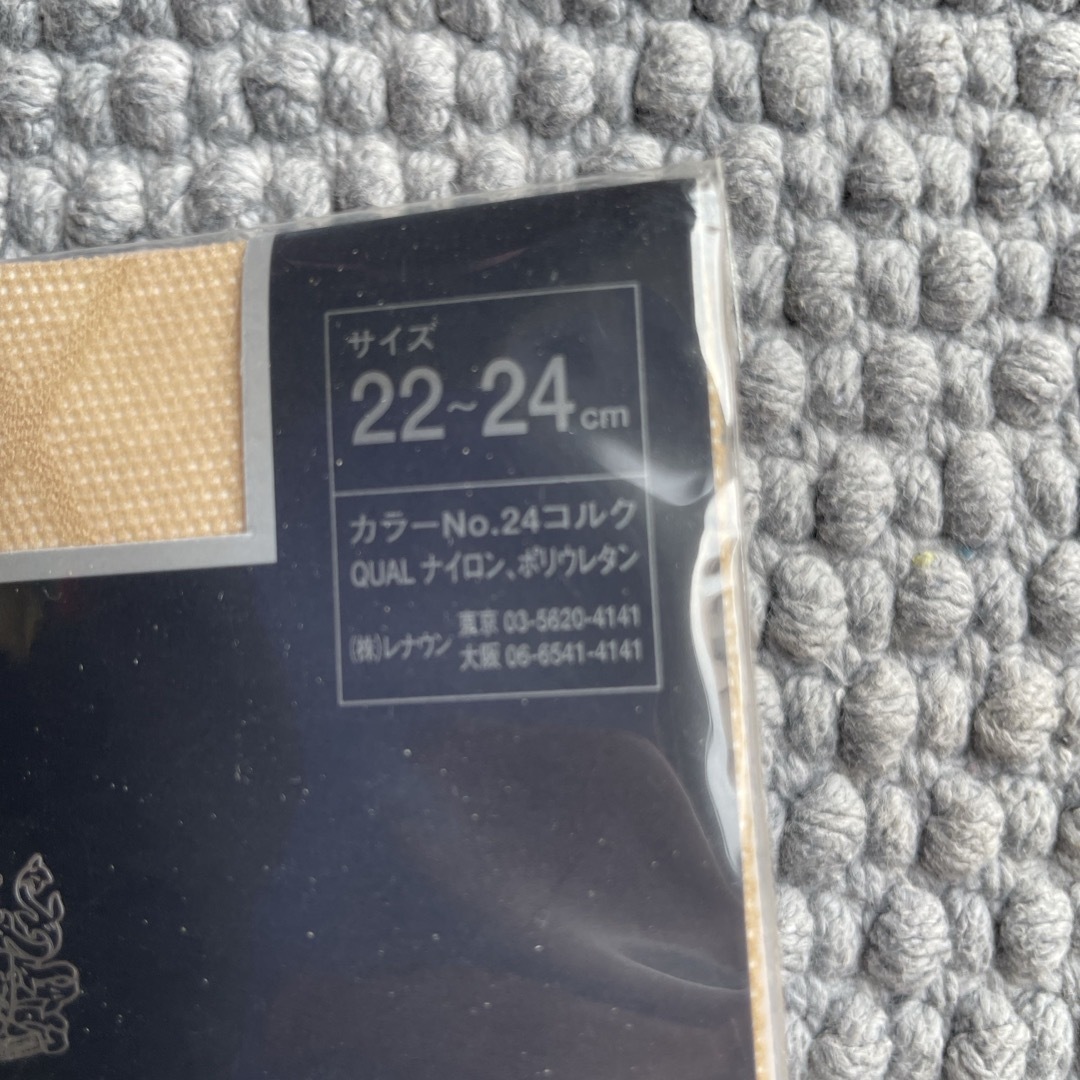 サイズ
22~24cm
カラーNo.24コルク
QUAL ナイロン、ポリウレタン
(株)レナウン 東京 03-5620-4141
大阪 06-6541-4141